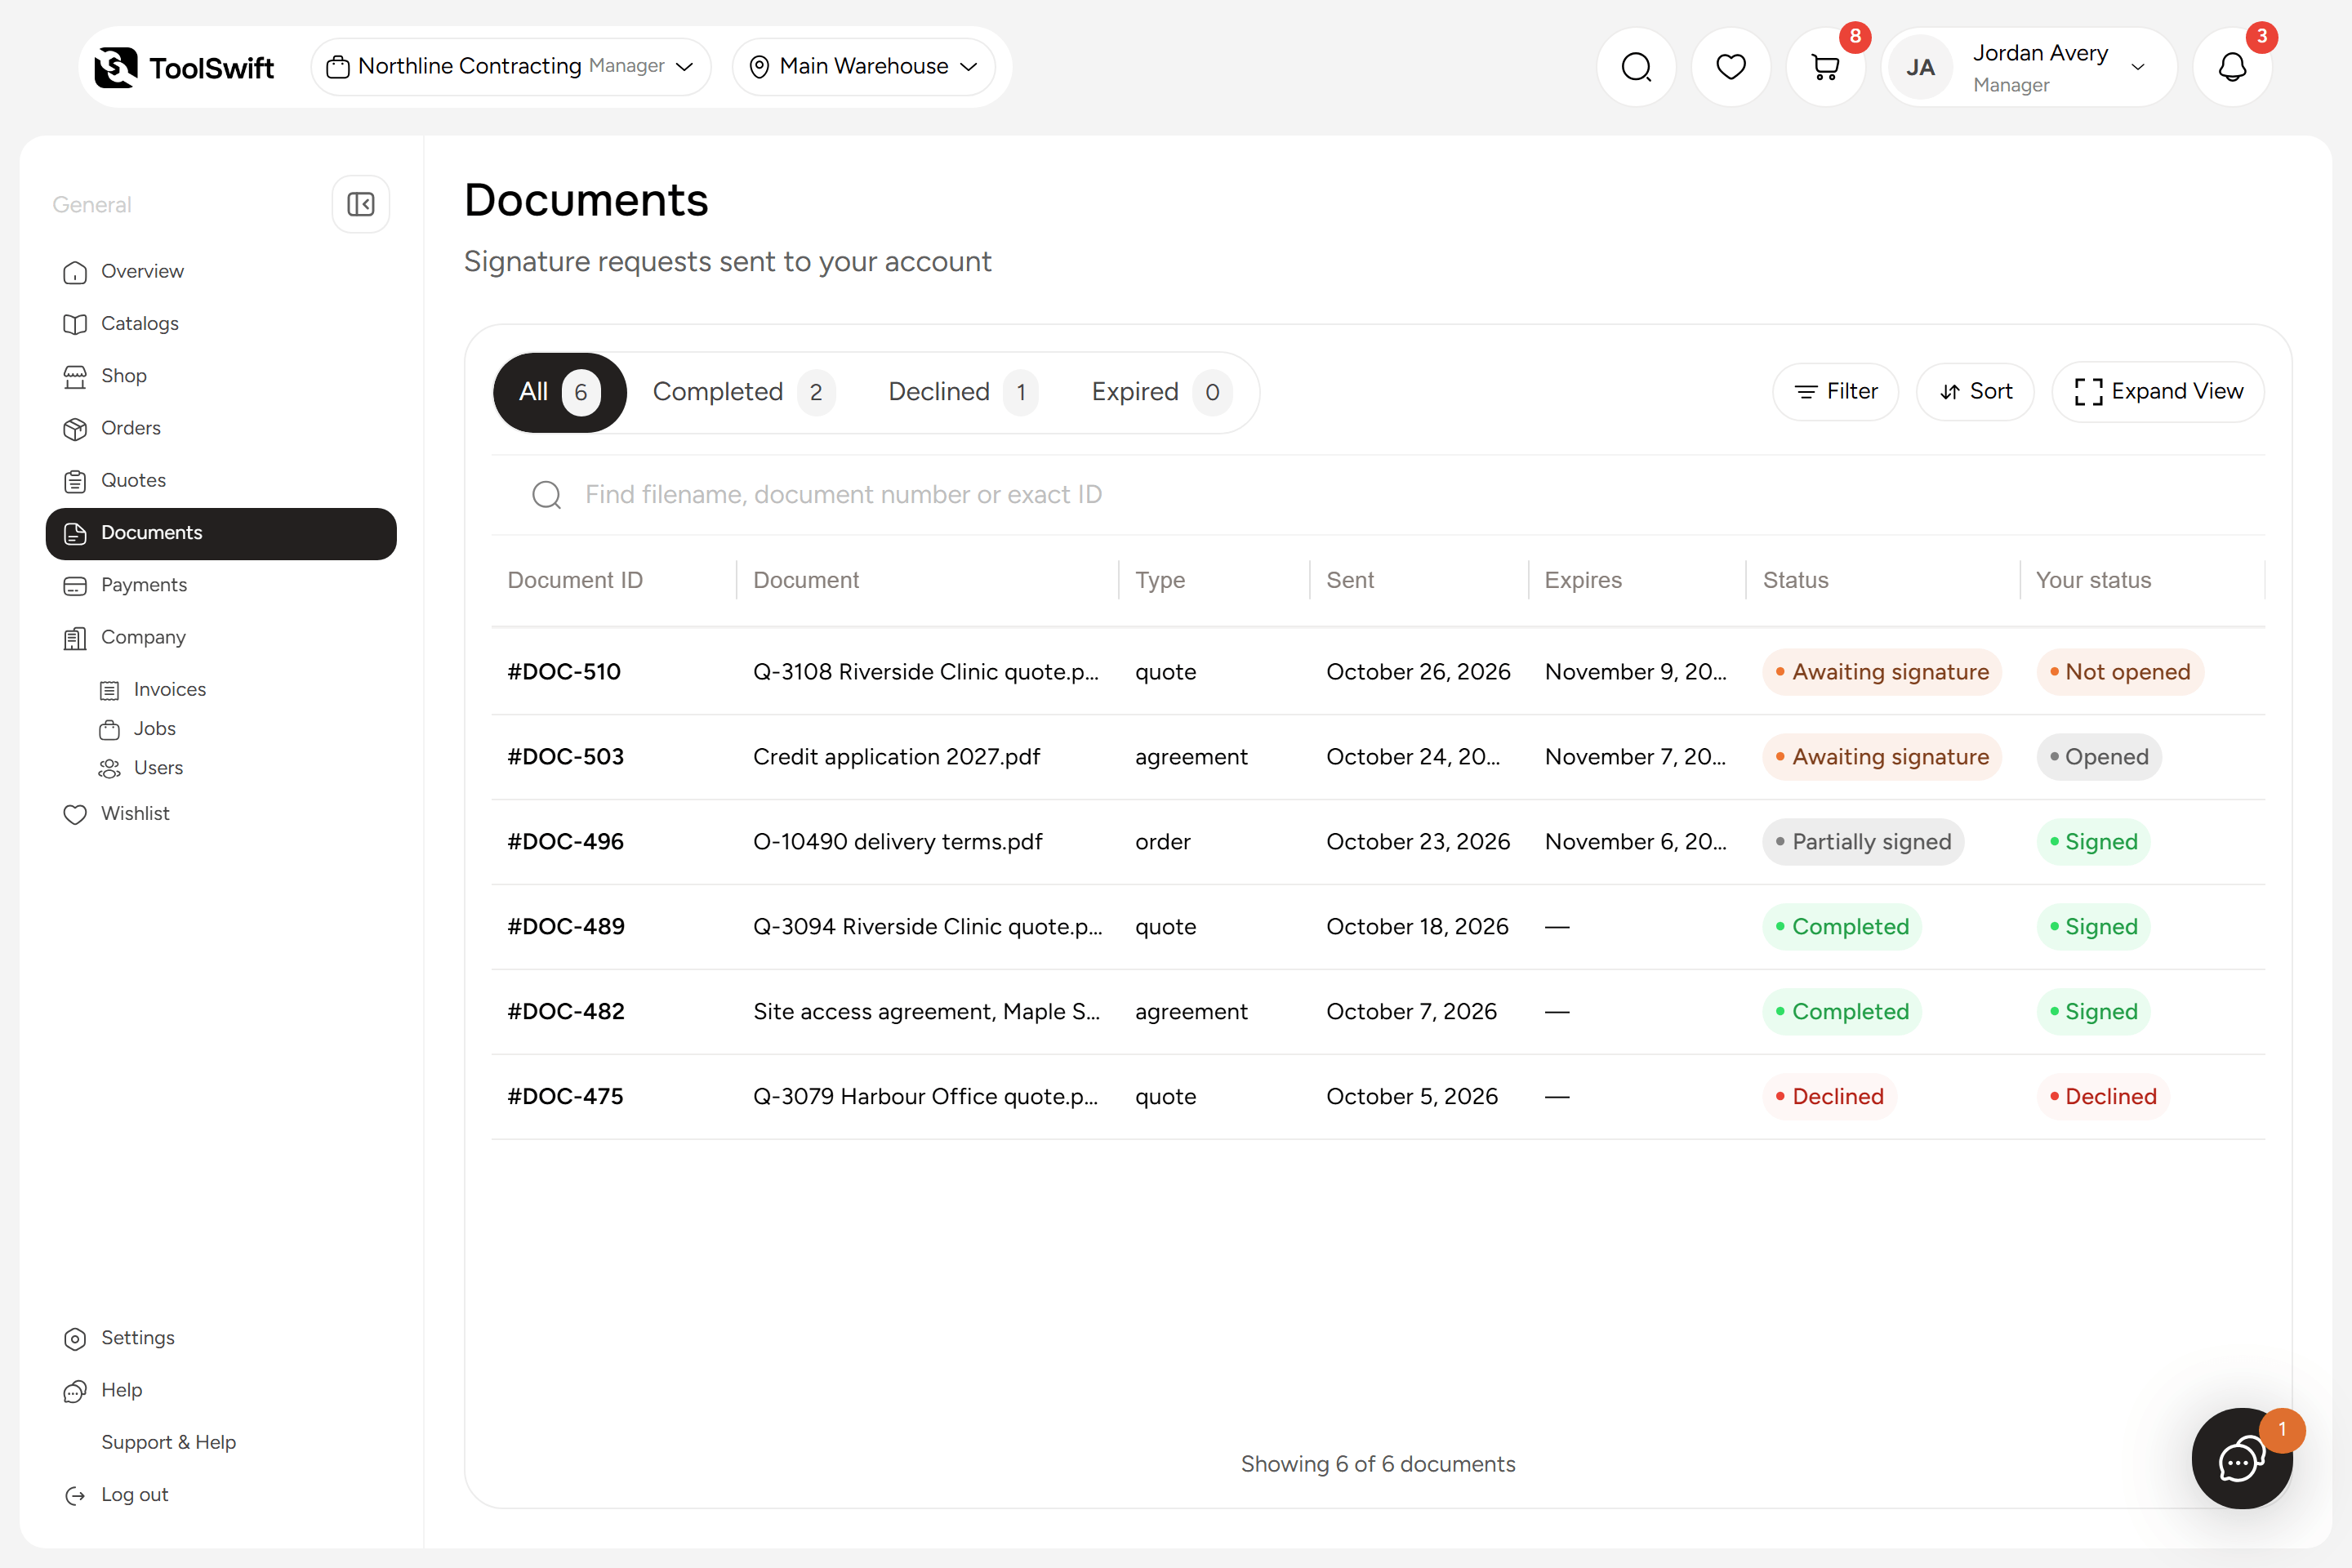 ToolSwift
Northline Contracting Manager
Main Warehouse
8
JA
Jordan Avery
Manager
3
General
Overview
Catalogs
Shop
Orders
Quotes
Documents
Payments
Company
Invoices
Jobs
Users
Wishlist
Settings
Help
Support & Help
Log out
Documents
Signature requests sent to your account
All 6 Completed 2 Declined 1 Expired 0 Filter Sort Expand View
Find filename, document number or exact ID
Document ID Document Type Sent Expires Status Your status
#DOC-510 Q-3108 Riverside Clinic quote.p... quote October 26, 2026 November 9, 20... Awaiting signature Not opened
#DOC-503 Credit application 2027.pdf agreement October 24, 20... November 7, 20... Awaiting signature Opened
#DOC-496 O-10490 delivery terms.pdf order October 23, 2026 November 6, 20... Partially signed Signed
#DOC-489 Q-3094 Riverside Clinic quote.p... quote October 18, 2026 — Completed Signed
#DOC-482 Site access agreement, Maple S... agreement October 7, 2026 — Completed Signed
#DOC-475 Q-3079 Harbour Office quote.p... quote October 5, 2026 — Declined Declined
Showing 6 of 6 documents
1